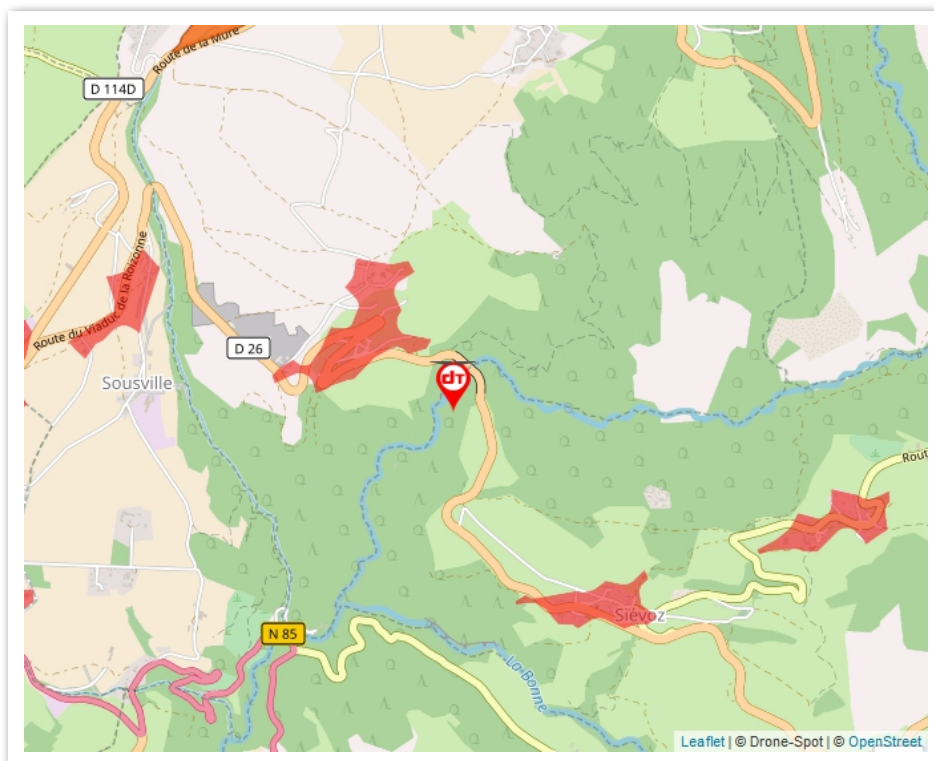 Route de la Mure
D 114D
Route du Viaduc de la Roizonne
D 26
dT
Sousville
Rout
Siévoz
N 85
La Bonne
Leaflet | © Drone-Spot | © OpenStreet